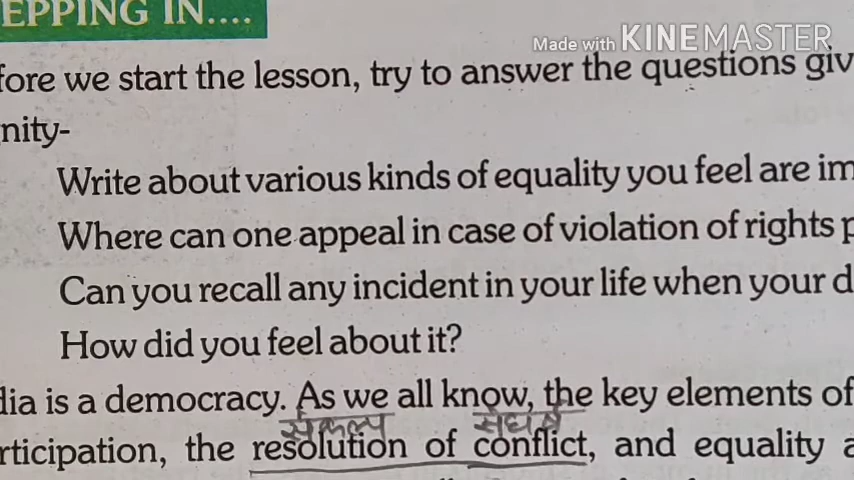 EPPING IN....
Made with KINEMASTER
fore we start the lesson, try to answer the questions giv
nity-
Write about various kinds of equality you feel are im
Where can one appeal in case of violation of rights p
Can you recall any incident in your life when your d
How did you feel about it?
dia is a democracy. As we all know, the key elements of
संकल्प संघर्ष
rticipation, the resolution of conflict, and equality a